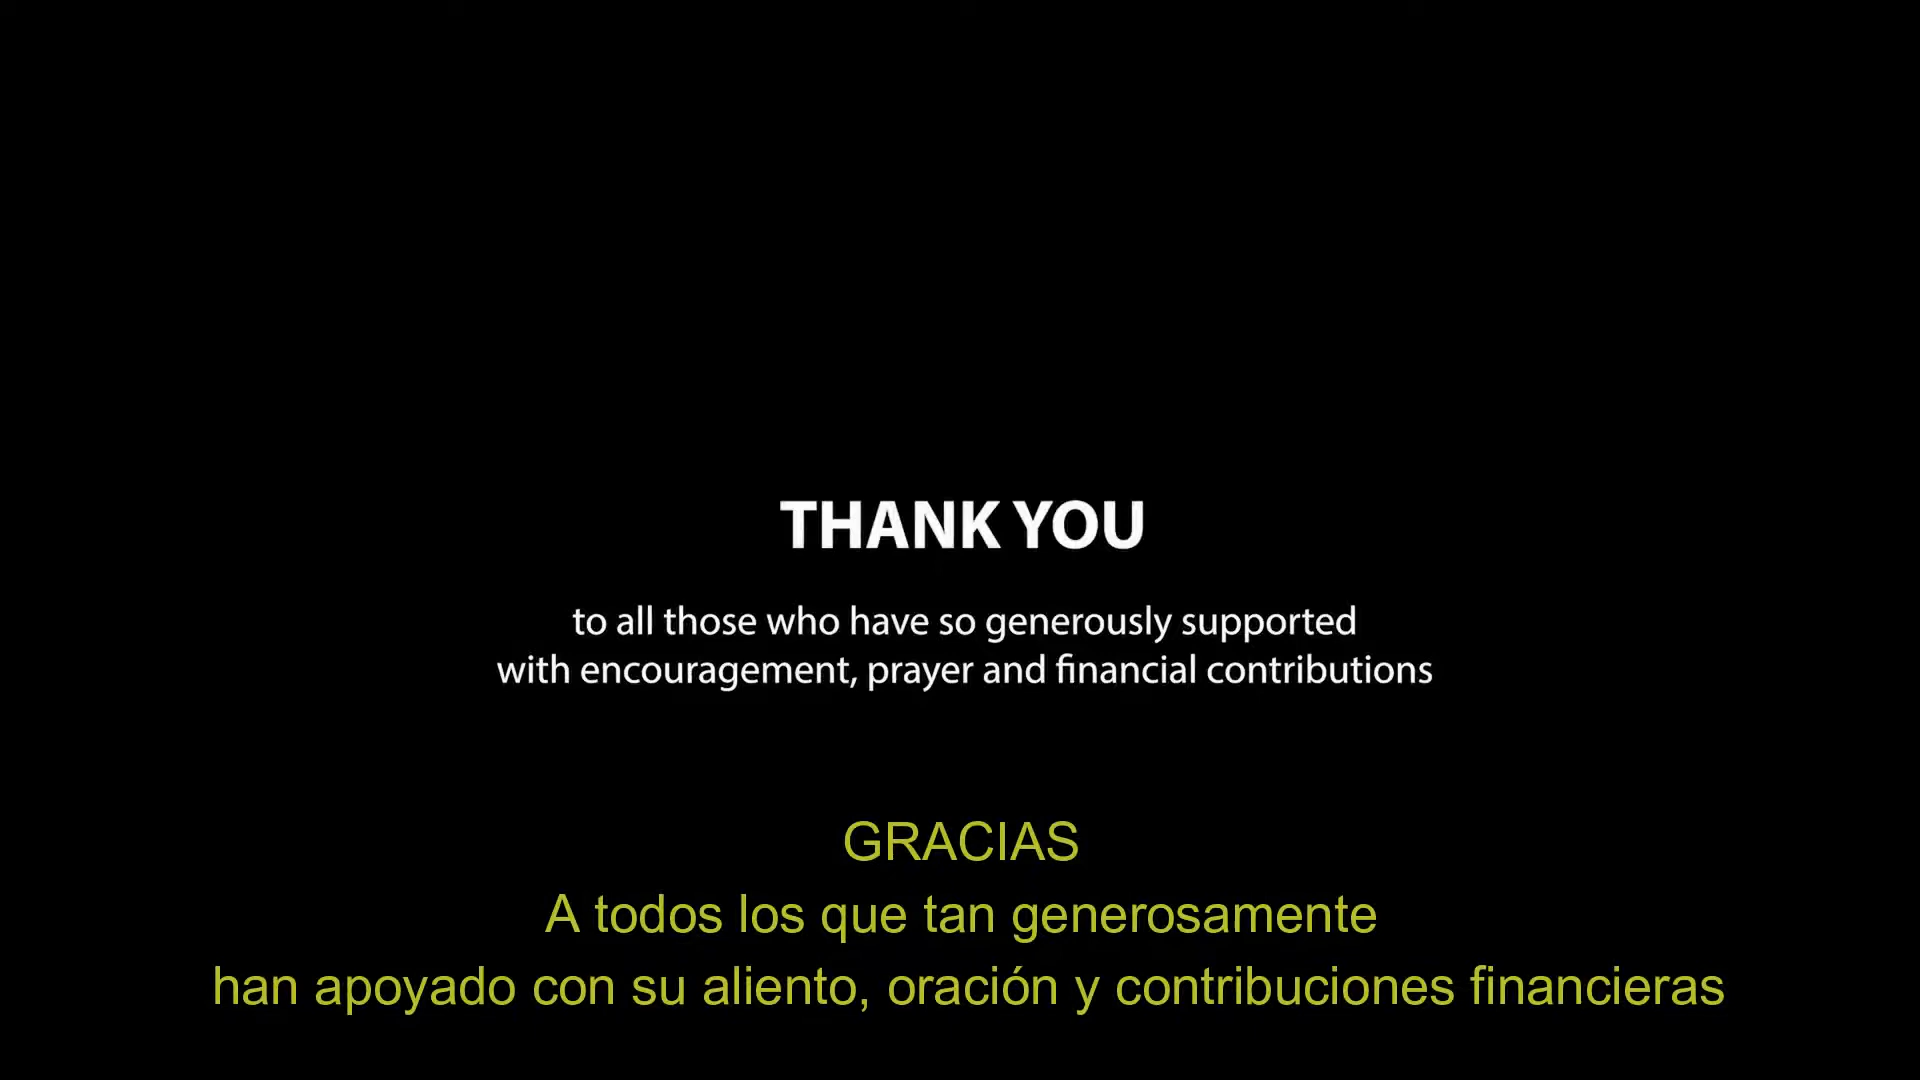 THANK YOU
to all those who have so generously supported
with encouragement, prayer and financial contributions
GRACIAS
A todos los que tan generosamente
han apoyado con su aliento, oración y contribuciones financieras